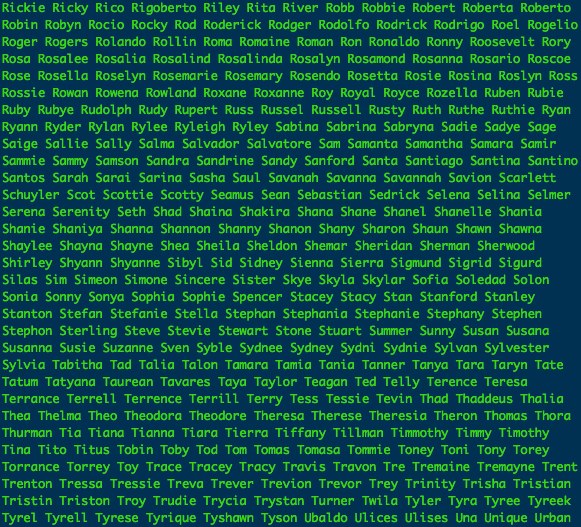 Rickie Ricky Rico Rigoberto Riley Rita River Robb Robbie Robert Roberta Roberto
Robin Robyn Rocio Rocky Rod Roderick Rodger Rodolfo Rodrick Rodrigo Roel Rogelio
Roger Rogers Rolando Rollin Roma Romaine Roman Ron Ronaldo Ronny Roosevelt Rory
Rosa Rosalee Rosalia Rosalind Rosalinda Rosalyn Rosamond Rosanna Rosario Roscoe
Rose Rosella Roselyn Rosemarie Rosemary Rosendo Rosetta Rosie Rosina Roslyn Ross
Rossie Rowan Rowena Rowland Roxane Roxanne Roy Royal Royce Rozella Ruben Rubie
Ruby Rubye Rudolph Rudy Rupert Russ Russel Russell Rusty Ruth Ruthe Ruthie Ryan
Ryann Ryder Rylan Rylee Ryleigh Ryley Sabina Sabrina Sabryna Sadie Sadye Sage
Saige Sallie Sally Salma Salvador Salvatore Sam Samanta Samantha Samara Samir
Sammie Sammy Samson Sandra Sandrine Sandy Sanford Santa Santiago Santina Santino
Santos Sarah Sarai Sarina Sasha Saul Savanah Savanna Savannah Savion Scarlett
Schuyler Scot Scottie Scotty Seamus Sean Sebastian Sedrick Selena Selina Selmer
Serena Serenity Seth Shad Shaina Shakira Shana Shane Shanel Shanelle Shania
Shanie Shaniya Shanna Shannon Shanny Shanon Shany Sharon Shaun Shawn Shawna
Shaylee Shayna Shayne Shea Sheila Sheldon Shemar Sheridan Sherman Sherwood
Shirley Shyann Shyanne Sibyl Sid Sidney Sienna Sierra Sigmund Sigrid Sigurd
Silas Sim Simeon Simone Sincere Sister Skye Skyla Skylar Sofia Soledad Solon
Sonia Sonny Sonya Sophia Sophie Spencer Stacey Stacy Stan Stanford Stanley
Stanton Stefan Stefanie Stella Stephan Stephania Stephanie Stephany Stephen
Stephon Sterling Steve Stevie Stewart Stone Stuart Summer Sunny Susan Susana
Susanna Susie Suzanne Sven Syble Sydnee Sydney Sydni Sydnie Sylvan Sylvester
Sylvia Tabitha Tad Talia Talon Tamara Tamia Tania Tanner Tanya Tara Taryn Tate
Tatum Tatyana Taurean Tavares Taya Taylor Teagan Ted Telly Terence Teresa
Terrance Terrell Terrence Terrill Terry Tess Tessie Tevin Thad Thaddeus Thalia
Thea Thelma Theo Theodora Theodore Theresa Therese Theresia Theron Thomas Thora
Thurman Tia Tiana Tianna Tiara Tierra Tiffany Tillman Timmothy Timmy Timothy
Tina Tito Titus Tobin Toby Tod Tom Tomas Tomasa Tommie Toney Toni Tony Torey
Torrance Torrey Toy Trace Tracey Tracy Travis Travon Tre Tremaine Tremayne Trent
Trenton Tressa Tressie Treva Trever Trevion Trevor Trey Trinity Trisha Tristian
Tristin Triston Troy Trudie Trycia Trystan Turner Twila Tyler Tyra Tyree Tyreek
Tyrel Tyrell Tyrese Tyrique Tyshawn Tyson Ubaldo Ulices Ulises Una Unique Urban